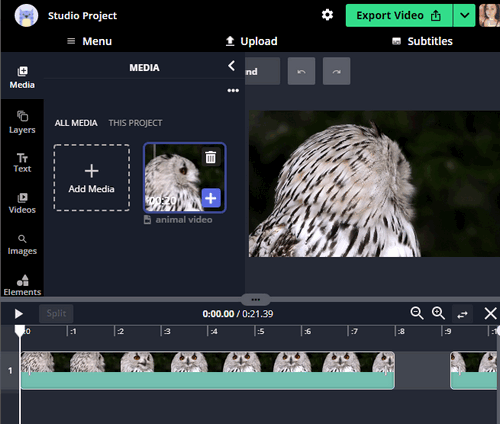 Studio Project
Export Video
Menu
Upload
Subtitles
Media
MEDIA
Layers
ALL MEDIA THIS PROJECT
Text
Add Media
00:20
animal video
Videos
Images
Elements
Split
0:00.00 / 0:21.39
:0 :1 :2 :3 :4 :5 :6 :7 :8 :9
1